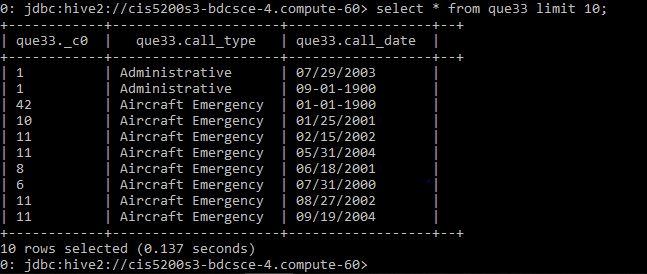 0: jdbc:hive2://cis5200s3-bdcsce-4.compute-60> select * from que33 limit 10;
+------------+---------------------+------------------+--+
| que33._c0  |   que33.call_type   | que33.call_date  |
+------------+---------------------+------------------+--+
| 1          | Administrative      | 07/29/2003       |
| 1          | Administrative      | 09-01-1900       |
| 42         | Aircraft Emergency  | 01-01-1900       |
| 10         | Aircraft Emergency  | 01/25/2001       |
| 11         | Aircraft Emergency  | 02/15/2002       |
| 11         | Aircraft Emergency  | 05/31/2004       |
| 8          | Aircraft Emergency  | 06/18/2001       |
| 6          | Aircraft Emergency  | 07/31/2000       |
| 11         | Aircraft Emergency  | 08/27/2002       |
| 11         | Aircraft Emergency  | 09/19/2004       |
+------------+---------------------+------------------+--+
10 rows selected (0.137 seconds)
0: jdbc:hive2://cis5200s3-bdcsce-4.compute-60>